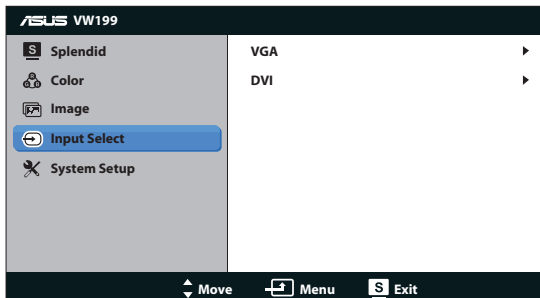 ASUS VW199
S Splendid
Color
Image
Input Select
System Setup
VGA
DVI
Move Menu S Exit